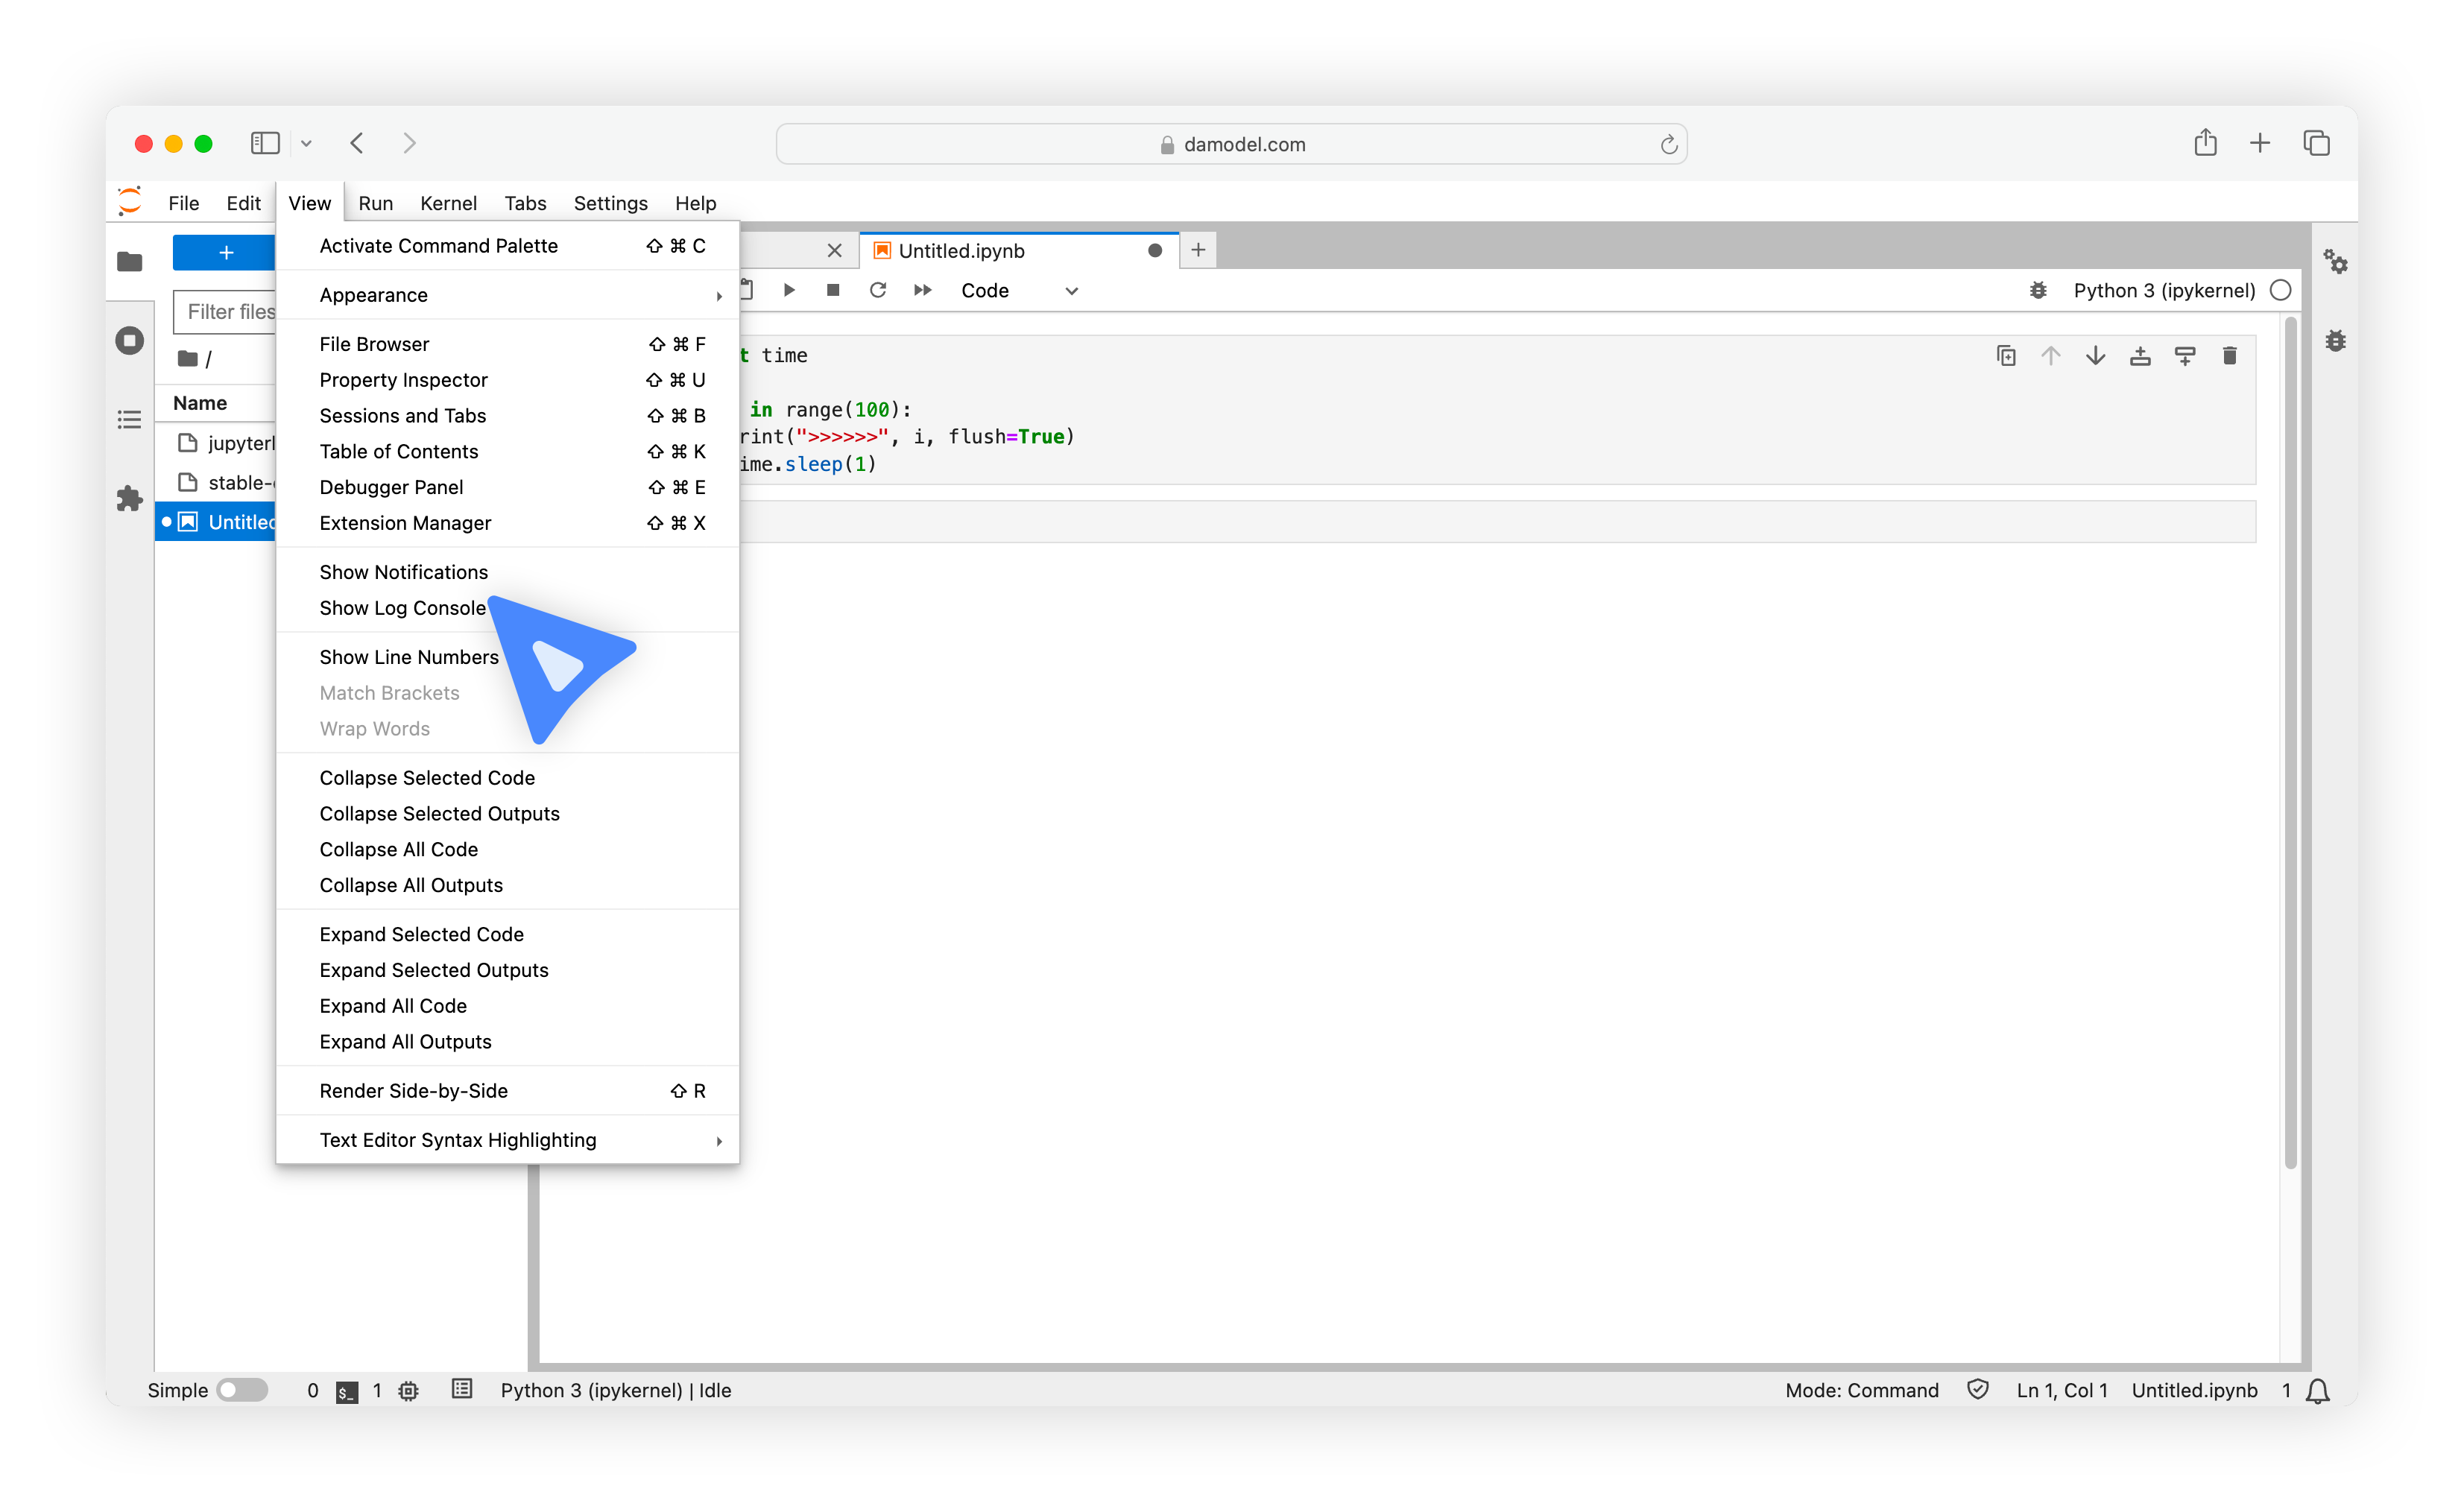 damodel.com
File Edit View Run Kernel Tabs Settings Help
+
Filter files
/
Name
jupyterl
stable-
Untitled
Activate Command Palette ⇧ ⌘ C
Appearance
File Browser ⇧ ⌘ F
Property Inspector ⇧ ⌘ U
Sessions and Tabs ⇧ ⌘ B
Table of Contents ⇧ ⌘ K
Debugger Panel ⇧ ⌘ E
Extension Manager ⇧ ⌘ X
Show Notifications
Show Log Console
Show Line Numbers
Match Brackets
Wrap Words
Collapse Selected Code
Collapse Selected Outputs
Collapse All Code
Collapse All Outputs
Expand Selected Code
Expand Selected Outputs
Expand All Code
Expand All Outputs
Render Side-by-Side ⇧ R
Text Editor Syntax Highlighting
Untitled.ipynb
Code
Python 3 (ipykernel)
t time
in range(100):
rint(">>>>>>", i, flush=True)
ime.sleep(1)
Simple 0 $_ 1 Python 3 (ipykernel) | Idle Mode: Command Ln 1, Col 1 Untitled.ipynb 1